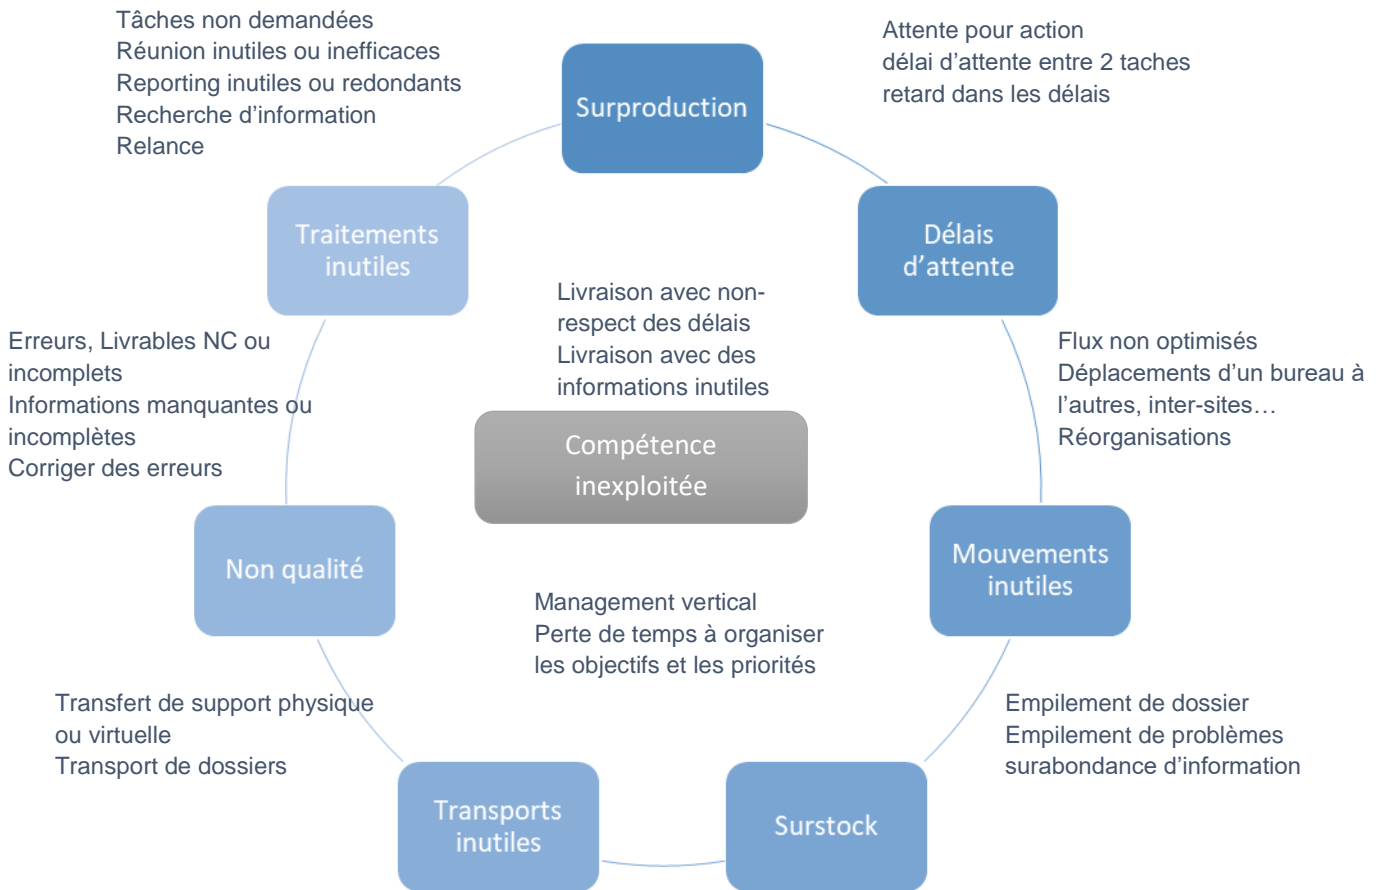 Tâches non demandées
Réunion inutiles ou inefficaces
Reporting inutiles ou redondants
Recherche d’information
Relance
Surproduction
Attente pour action
délai d’attente entre 2 taches
retard dans les délais
Traitements
inutiles
Délais
d’attente
Livraison avec non-
respect des délais
Livraison avec des
informations inutiles
Erreurs, Livrables NC ou
incomplets
Informations manquantes ou
incomplètes
Corriger des erreurs
Flux non optimisés
Déplacements d’un bureau à
l’autres, inter-sites…
Réorganisations
Compétence
inexploitée
Non qualité
Mouvements
inutiles
Management vertical
Perte de temps à organiser
les objectifs et les priorités
Transfert de support physique
ou virtuelle
Transport de dossiers
Empilement de dossier
Empilement de problèmes
surabondance d’information
Transports
inutiles
Surstock